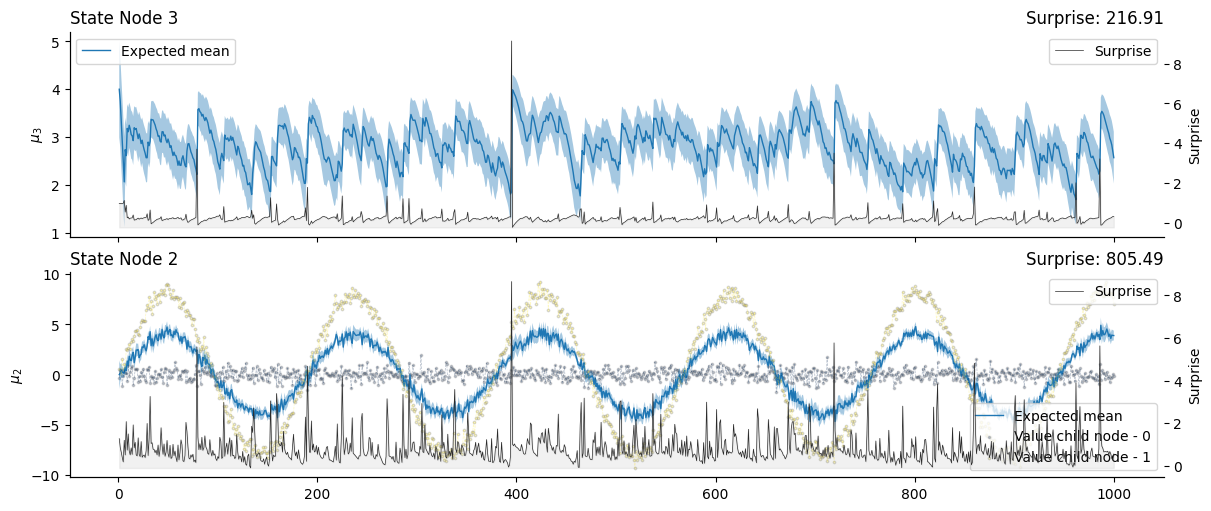 State Node 3
Surprise: 216.91
Expected mean
Surprise
5
4
3
2
1
μ3
8
6
4
2
0
Surprise
State Node 2
Surprise: 805.49
Surprise
10
5
0
−5
−10
μ2
8
6
4
2
0
Surprise
Expected mean
Value child node - 0
Value child node - 1
0
200
400
600
800
1000